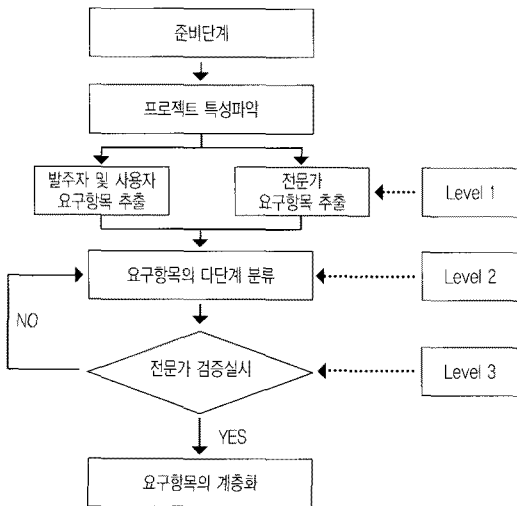 준비단계
프로젝트 특성파악
발주자 및 사용자
요구항목 추출
전문가
요구항목 추출
Level 1
요구항목의 다단계 분류
Level 2
NO
전문가 검증실시
Level 3
YES
요구항목의 계층화